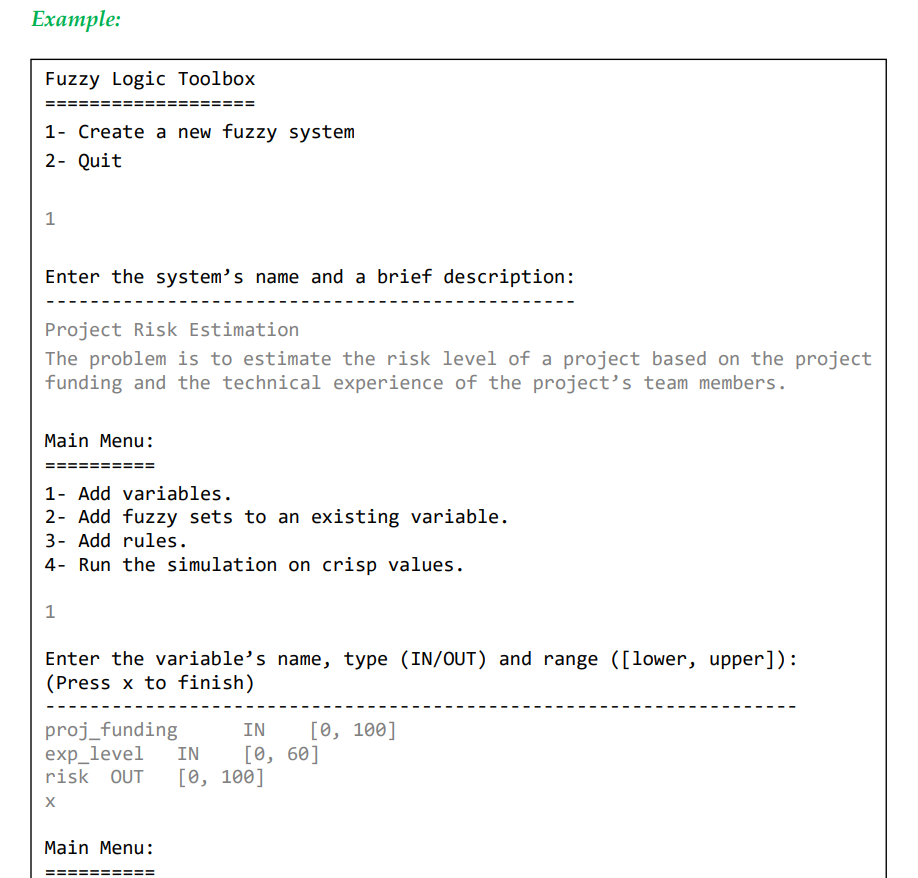 Example:
Fuzzy Logic Toolbox
===================
1- Create a new fuzzy system
2- Quit
1
Enter the system’s name and a brief description:
------------------------------------------------
Project Risk Estimation
The problem is to estimate the risk level of a project based on the project
funding and the technical experience of the project’s team members.
Main Menu:
==========
1- Add variables.
2- Add fuzzy sets to an existing variable.
3- Add rules.
4- Run the simulation on crisp values.
1
Enter the variable’s name, type (IN/OUT) and range ([lower, upper]):
(Press x to finish)
--------------------------------------------------------------------
proj_funding      IN    [0, 100]
exp_level   IN    [0, 60]
risk  OUT   [0, 100]
x
Main Menu:
==========